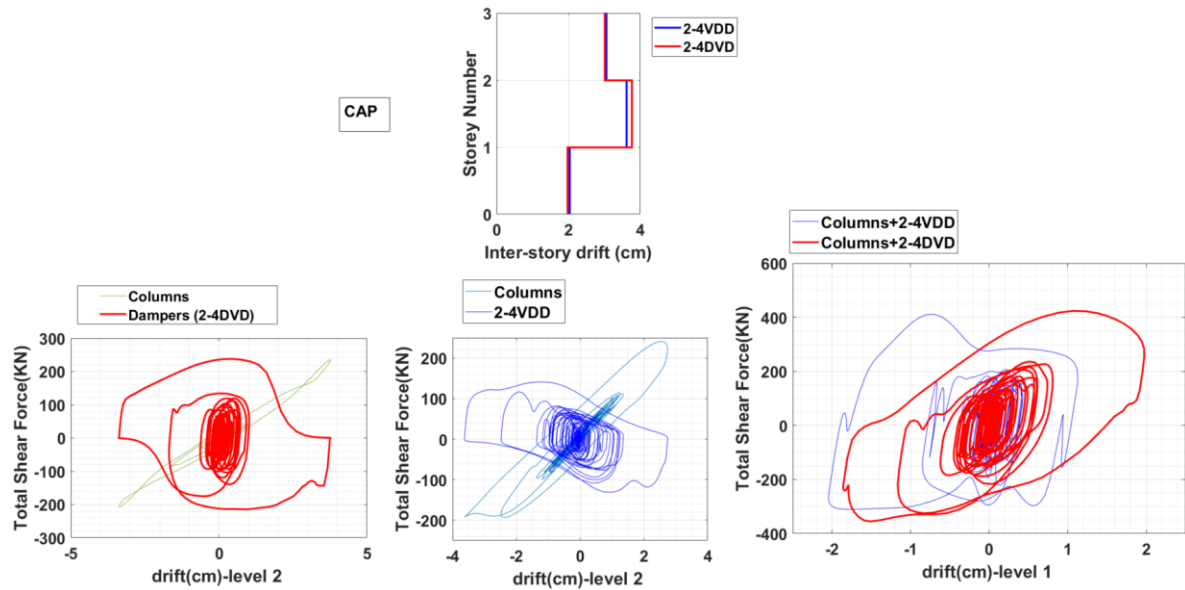 CAP
2-4VDD
2-4DVD
Storey Number
3
2
1
0
0
2
4
Inter-story drift (cm)
Columns
Dampers (2-4DVD)
Total Shear Force(KN)
300
200
100
0
-100
-200
-300
-5
0
5
drift(cm)-level 2
Columns
2-4VDD
Total Shear Force(KN)
200
100
0
-100
-200
-4
-2
0
2
4
drift(cm)-level 2
Columns+2-4VDD
Columns+2-4DVD
Total Shear Force(KN)
600
400
200
0
-200
-400
-2
-1
0
1
2
drift(cm)-level 1